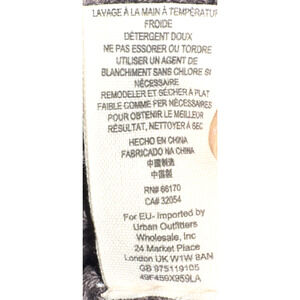 LAVAGE À LA MAIN À TEMPÉRATUR
FROIDE
DÉTERGENT DOUX
NE PAS ESSORER OU TORDRE
UTILISER UN AGENT DE
BLANCHIMENT SANS CHLORE SI
NÉCESSAIRE
REMODELER ET SÉCHER À PLAT
FAIBLE COMME FER NÉCESSAIRES
POUR OBTENIR LE MEILLEUR
RÉSULTAT, NETTOYER À SEC
HECHO EN CHINA
FABRICADO NA CHINA
中國製造
中国製
RN# 66170
CA# 32054
For EU- Imported by
Urban Outfitters
Wholesale, Inc
24 Market Place
London UK W1W 8AN
GB 975119105
49F459X959LA